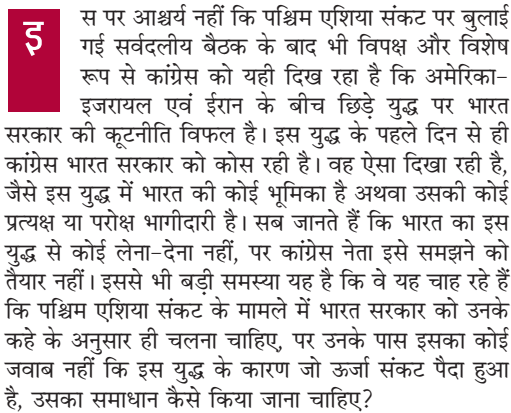 इस पर आश्चर्य नहीं कि पश्चिम एशिया संकट पर बुलाई
गई सर्वदलीय बैठक के बाद भी विपक्ष और विशेष
रूप से कांग्रेस को यही दिख रहा है कि अमेरिका-
इजरायल एवं ईरान के बीच छिड़े युद्ध पर भारत
सरकार की कूटनीति विफल है। इस युद्ध के पहले दिन से ही
कांग्रेस भारत सरकार को कोस रही है। वह ऐसा दिखा रही है,
जैसे इस युद्ध में भारत की कोई भूमिका है अथवा उसकी कोई
प्रत्यक्ष या परोक्ष भागीदारी है। सब जानते हैं कि भारत का इस
युद्ध से कोई लेना-देना नहीं, पर कांग्रेस नेता इसे समझने को
तैयार नहीं। इससे भी बड़ी समस्या यह है कि वे यह चाह रहे हैं
कि पश्चिम एशिया संकट के मामले में भारत सरकार को उनके
कहे के अनुसार ही चलना चाहिए, पर उनके पास इसका कोई
जवाब नहीं कि इस युद्ध के कारण जो ऊर्जा संकट पैदा हुआ
है, उसका समाधान कैसे किया जाना चाहिए?